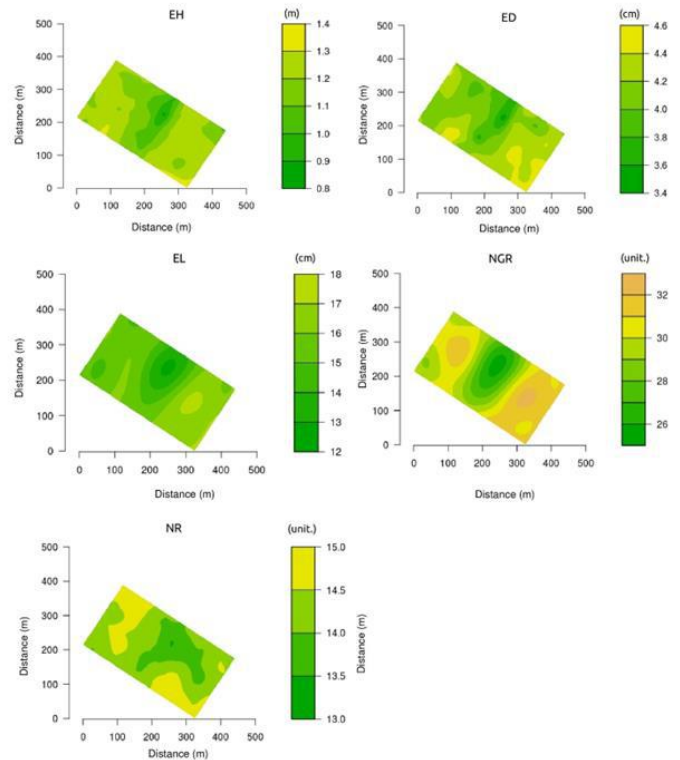 EH
(m)
500
400
300
200
100
0
Distance (m)
1.4
1.3
1.2
1.1
1.0
0.9
0.8
0 100 200 300 400 500
Distance (m)
ED
(cm)
500
400
300
200
100
0
Distance (m)
4.6
4.4
4.2
4.0
3.8
3.6
3.4
0 100 200 300 400 500
Distance (m)
EL
(cm)
500
400
300
200
100
0
Distance (m)
18
17
16
15
14
13
12
0 100 200 300 400 500
Distance (m)
NGR
(unit.)
500
400
300
200
100
0
Distance (m)
32
30
28
26
0 100 200 300 400 500
Distance (m)
NR
(unit.)
500
400
300
200
100
0
Distance (m)
15.0
14.5
14.0
13.5
13.0
Distance (m)
0 100 200 300 400 500
Distance (m)